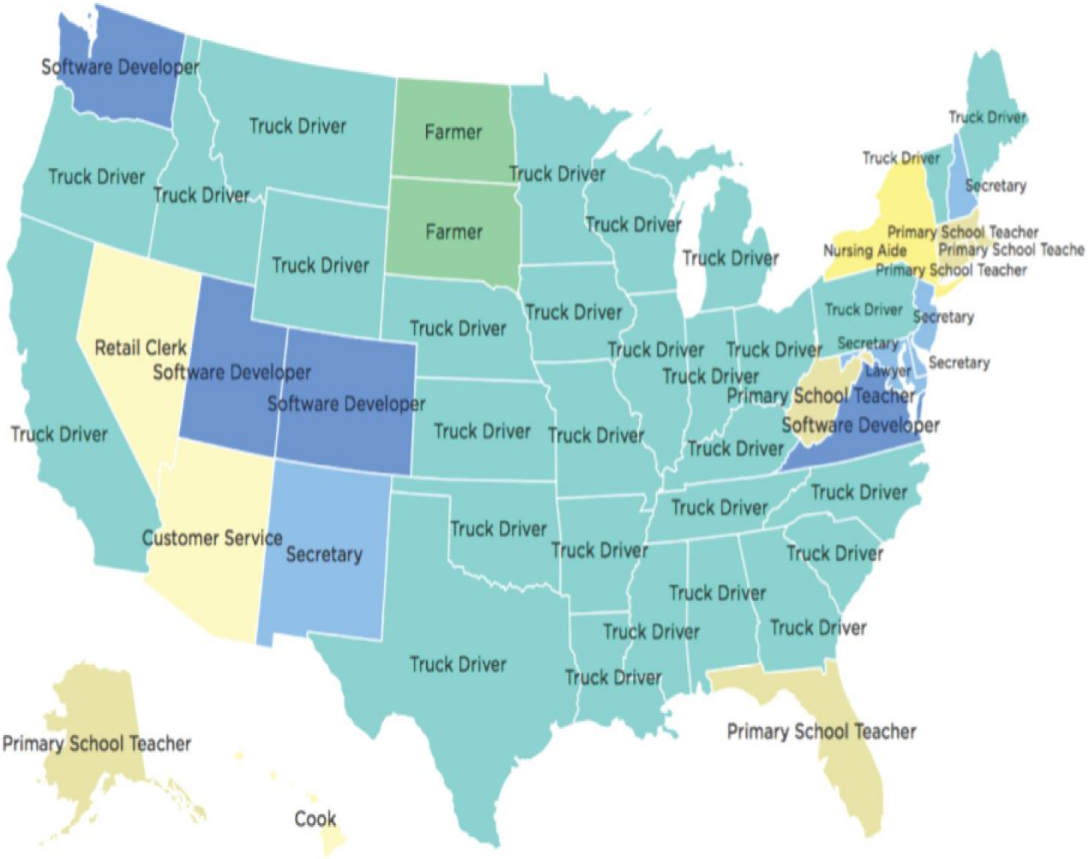 Software Developer
Truck Driver
Truck Driver
Truck Driver
Farmer
Truck Driver
Truck Driver
Truck Driver
Secretary
Truck Driver
Farmer
Truck Driver
Primary School Teacher
Nursing Aide
Primary School Teache
Truck Driver
Truck Driver
Primary School Teacher
Truck Driver
Truck Driver
Truck Driver
Secretary
Retail Clerk
Truck Driver
Truck Driver
Secretary
Secretary
Software Developer
Truck Driver
Lawyer
Software Developer
Primary School Teacher
Truck Driver
Truck Driver
Truck Driver
Truck Driver
Software Developer
Customer Service
Secretary
Truck Driver
Truck Driver
Truck Driver
Truck Driver
Truck Driver
Truck Driver
Truck Driver
Truck Driver
Truck Driver
Truck Driver
Primary School Teacher
Primary School Teacher
Cook